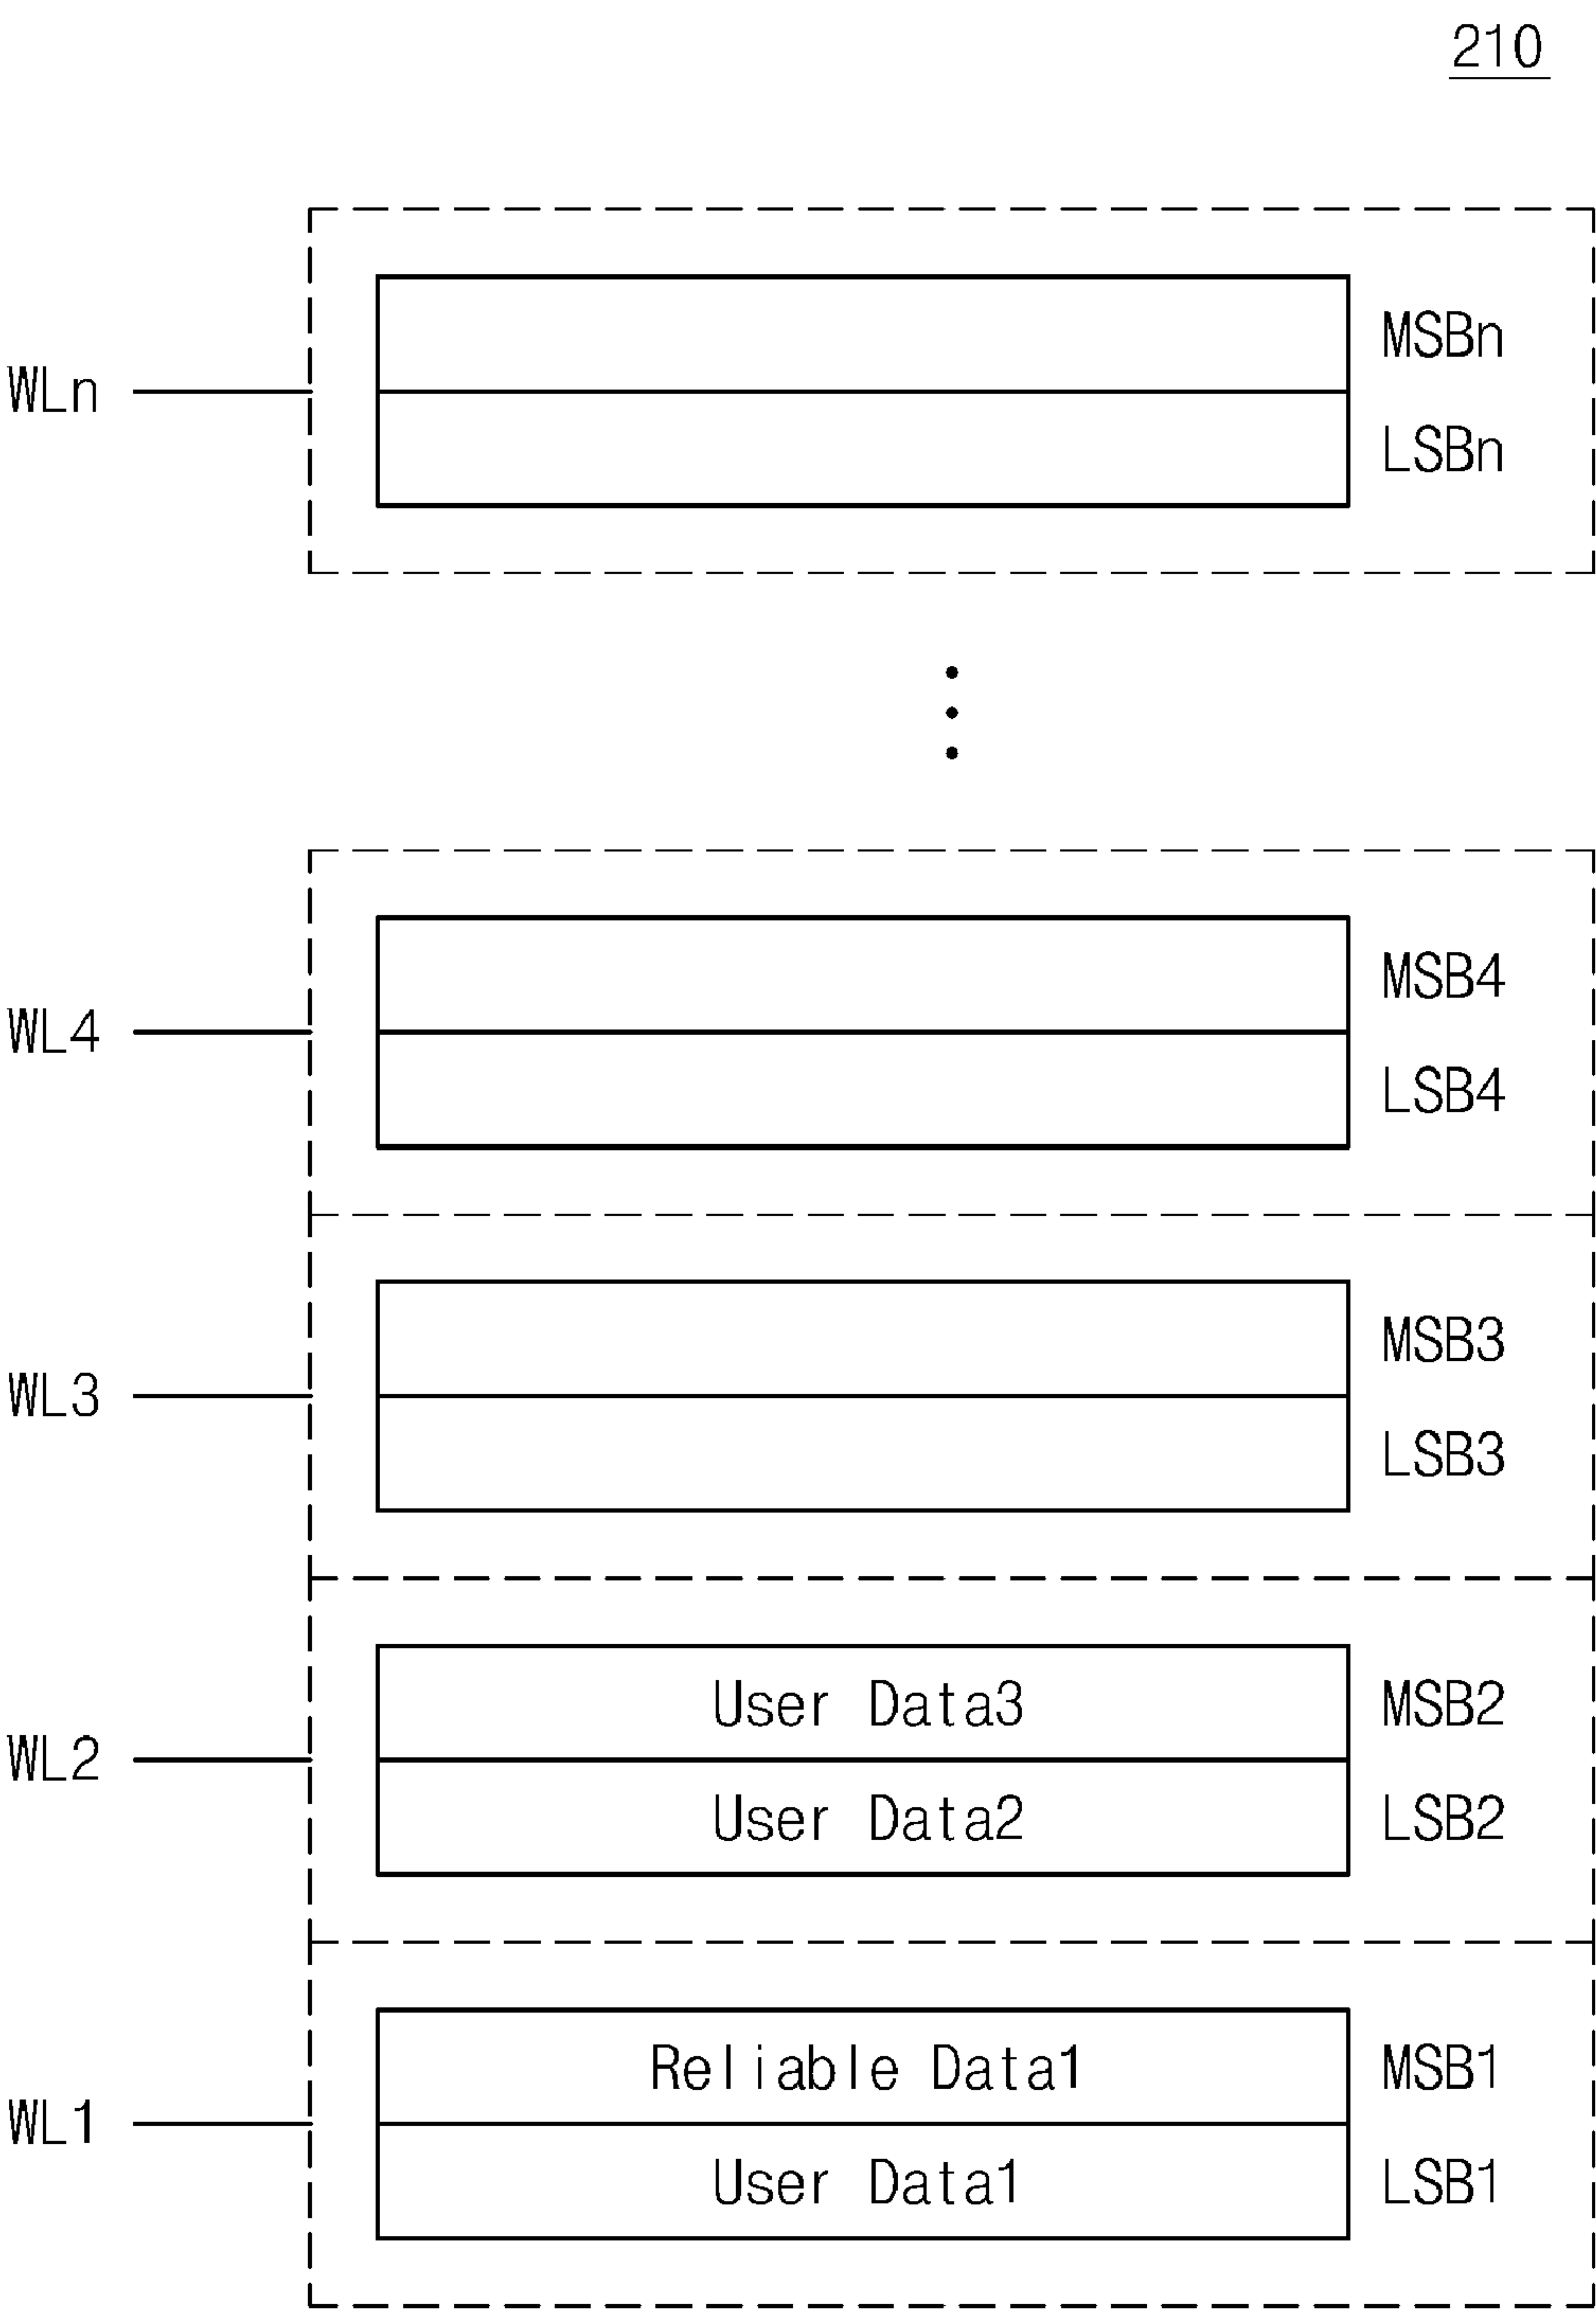 210
MSBn
WLn
LSBn
MSB4
WL4
LSB4
MSB3
WL3
LSB3
User Data3 MSB2
WL2
User Data2 LSB2
Reliable Data1 MSB1
WL1
User Data1 LSB1